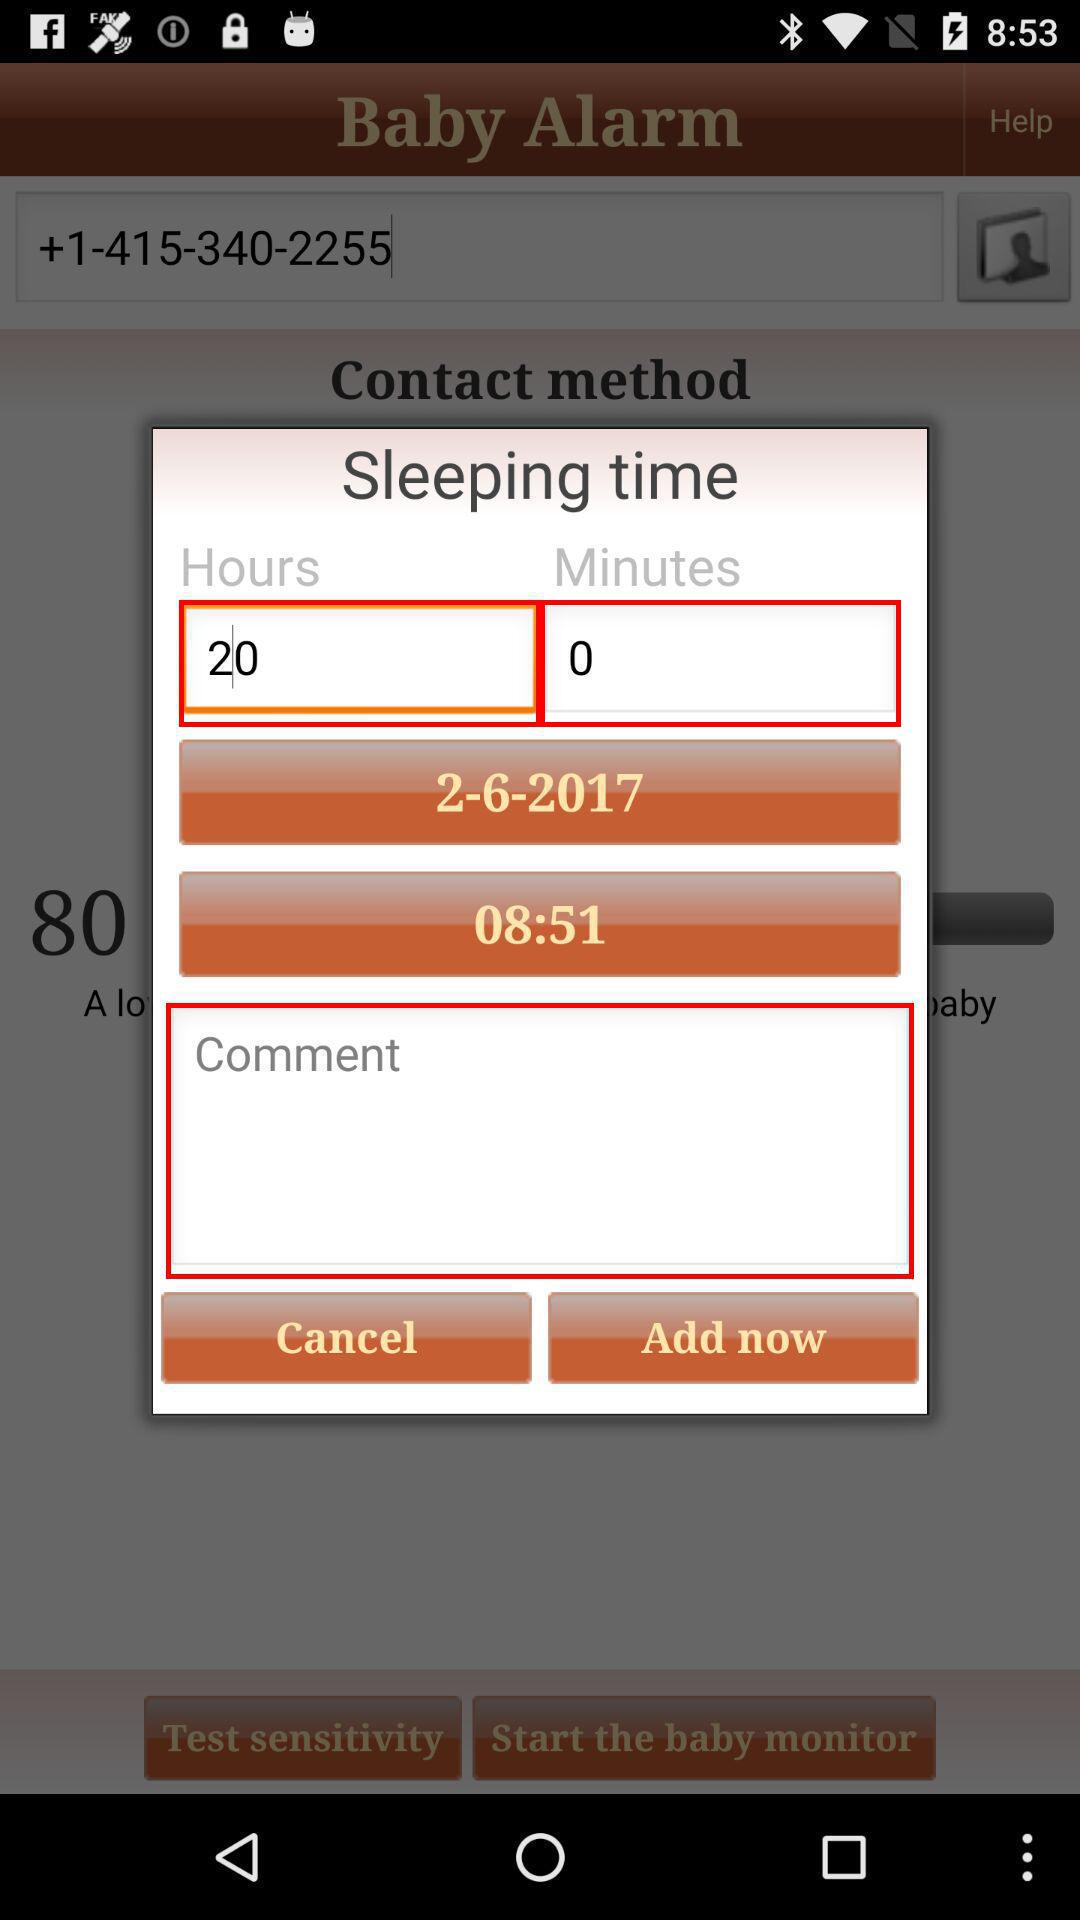 FAK
8:53
Baby Alarm
Help
+1-415-340-2255
Contact method
Sleeping time
Hours Minutes
20 0
2-6-2017
08:51
80
A lo
baby
Comment
Cancel Add now
Test sensitivity Start the baby monitor